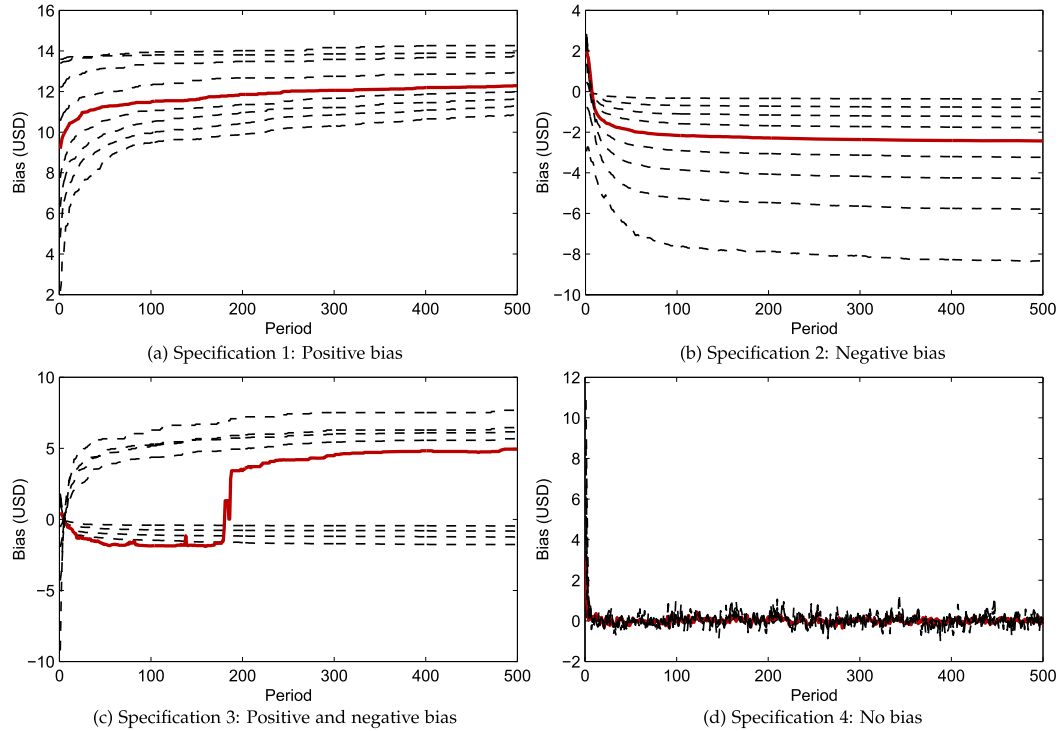 16
14
12
10
8
6
4
2
Bias (USD)
0 100 200 300 400 500
Period
(a) Specification 1: Positive bias
4
2
0
−2
−4
−6
−8
−10
Bias (USD)
0 100 200 300 400 500
Period
(b) Specification 2: Negative bias
10
5
0
−5
−10
Bias (USD)
0 100 200 300 400 500
Period
(c) Specification 3: Positive and negative bias
12
10
8
6
4
2
0
−2
Bias (USD)
0 100 200 300 400 500
Period
(d) Specification 4: No bias